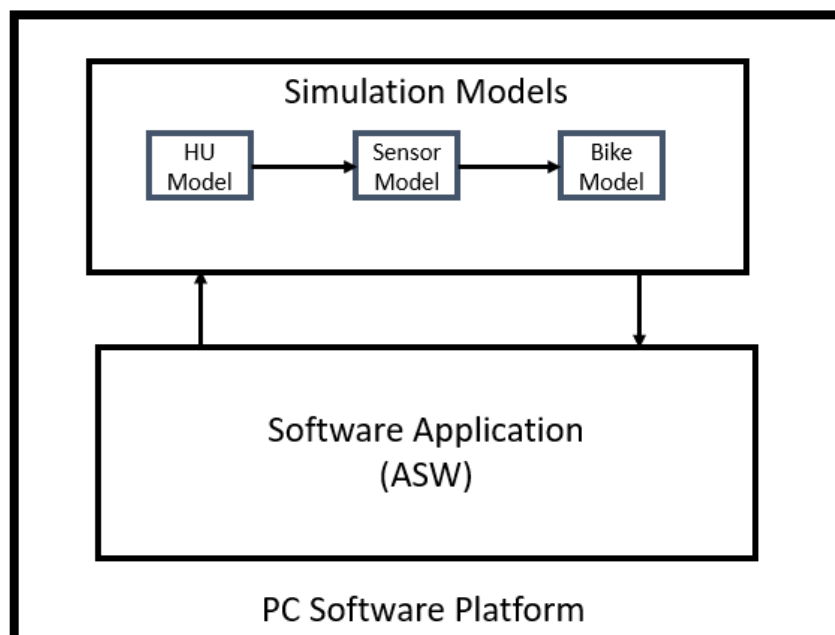 Simulation Models
HU
Model
Sensor
Model
Bike
Model
Software Application
(ASW)
PC Software Platform